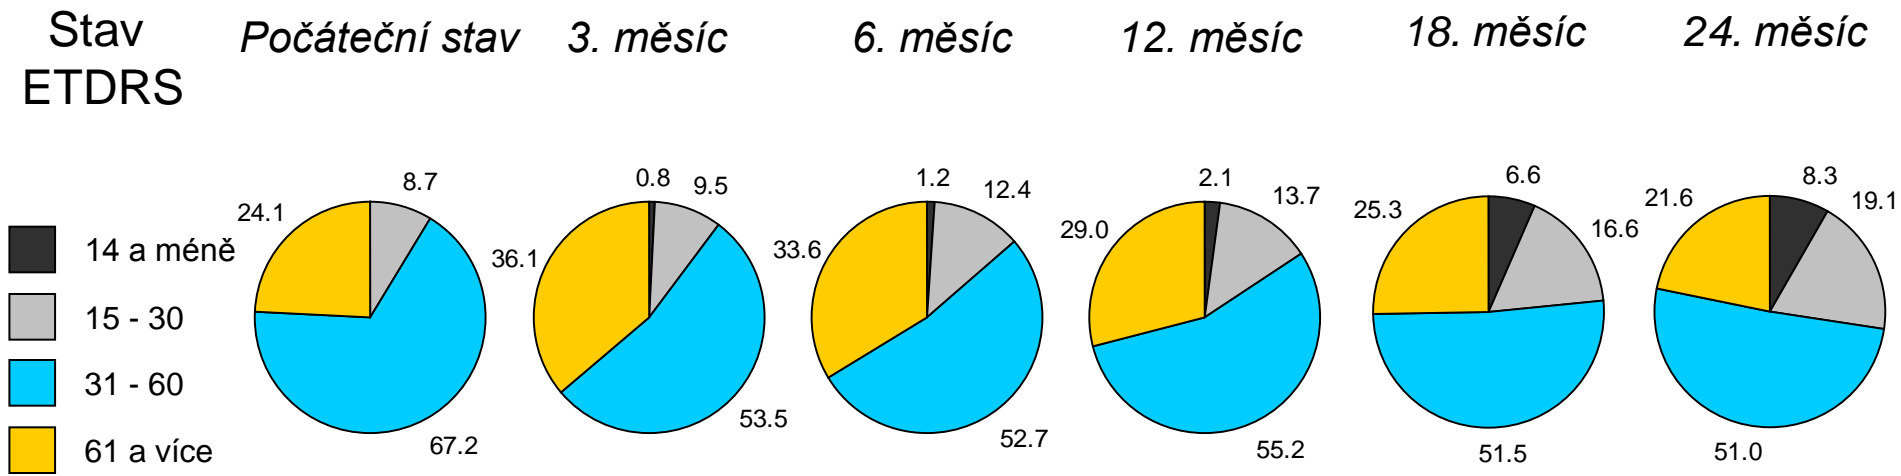 Stav
ETDRS
Počáteční stav
3. měsíc
6. měsíc
12. měsíc
18. měsíc
24. měsíc
14 a méně
15 - 30
31 - 60
61 a více
8.7
24.1
67.2
0.8
9.5
36.1
53.5
1.2
12.4
33.6
52.7
2.1
13.7
29.0
55.2
6.6
25.3
16.6
51.5
8.3
21.6
19.1
51.0